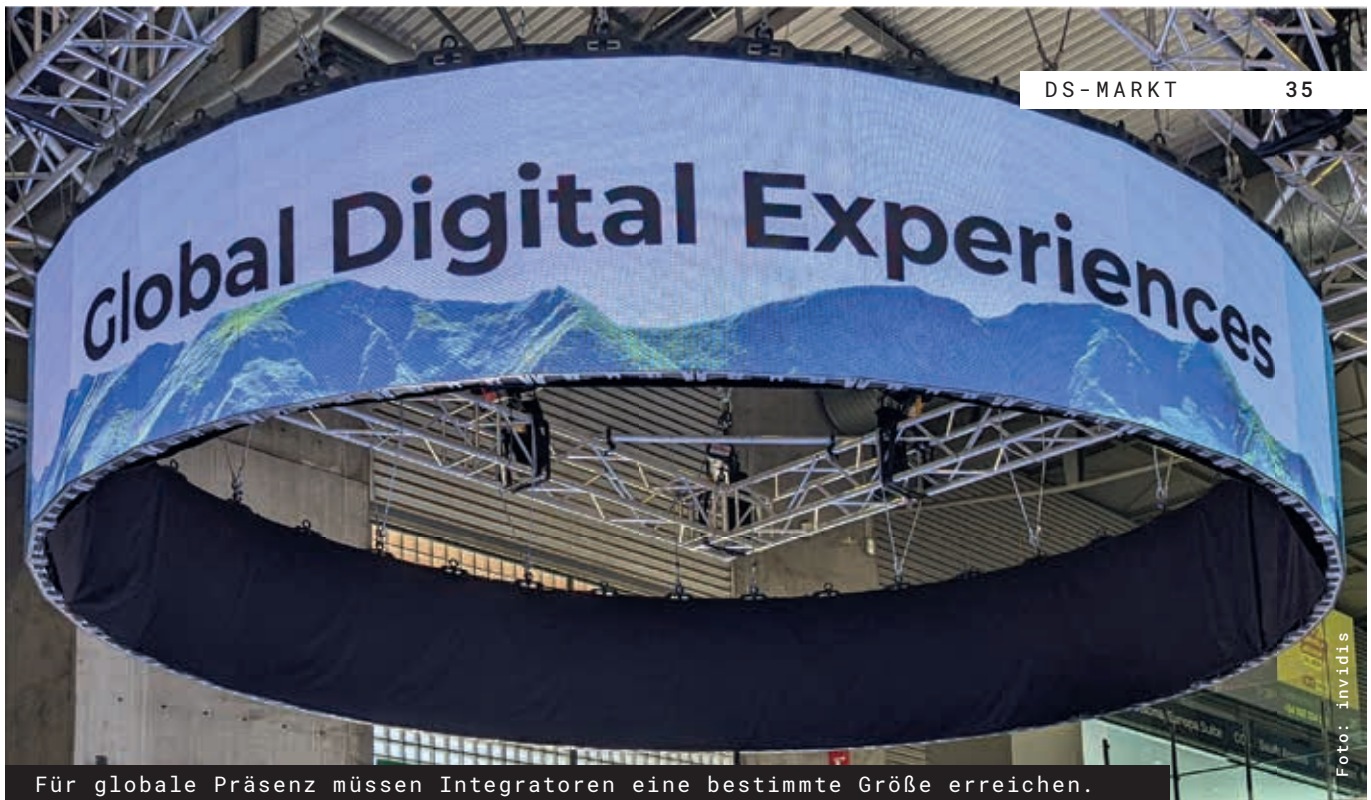 DS-MARKT 35
Global Digital Experiences
Foto: invidis
Für globale Präsenz müssen Integratoren eine bestimmte Größe erreichen.